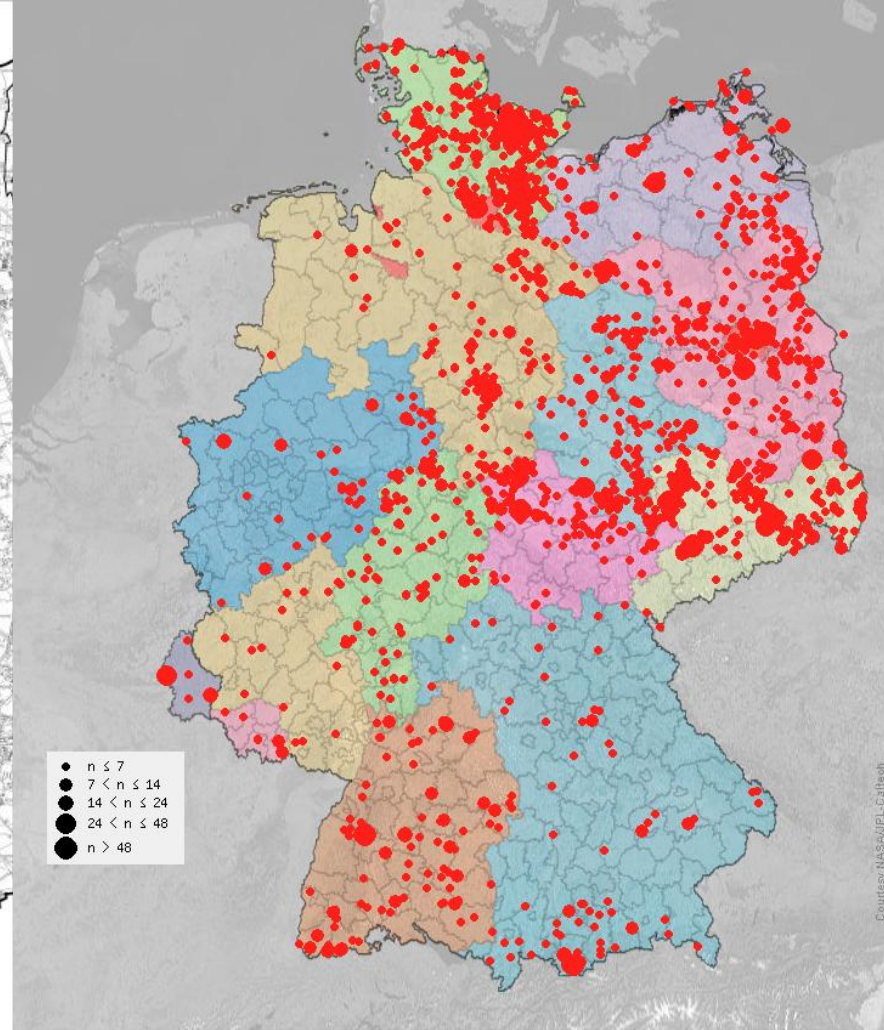 n ≤ 7
7 < n ≤ 14
14 < n ≤ 24
24 < n ≤ 48
n > 48
Courtesy NASA/JPL-Caltech